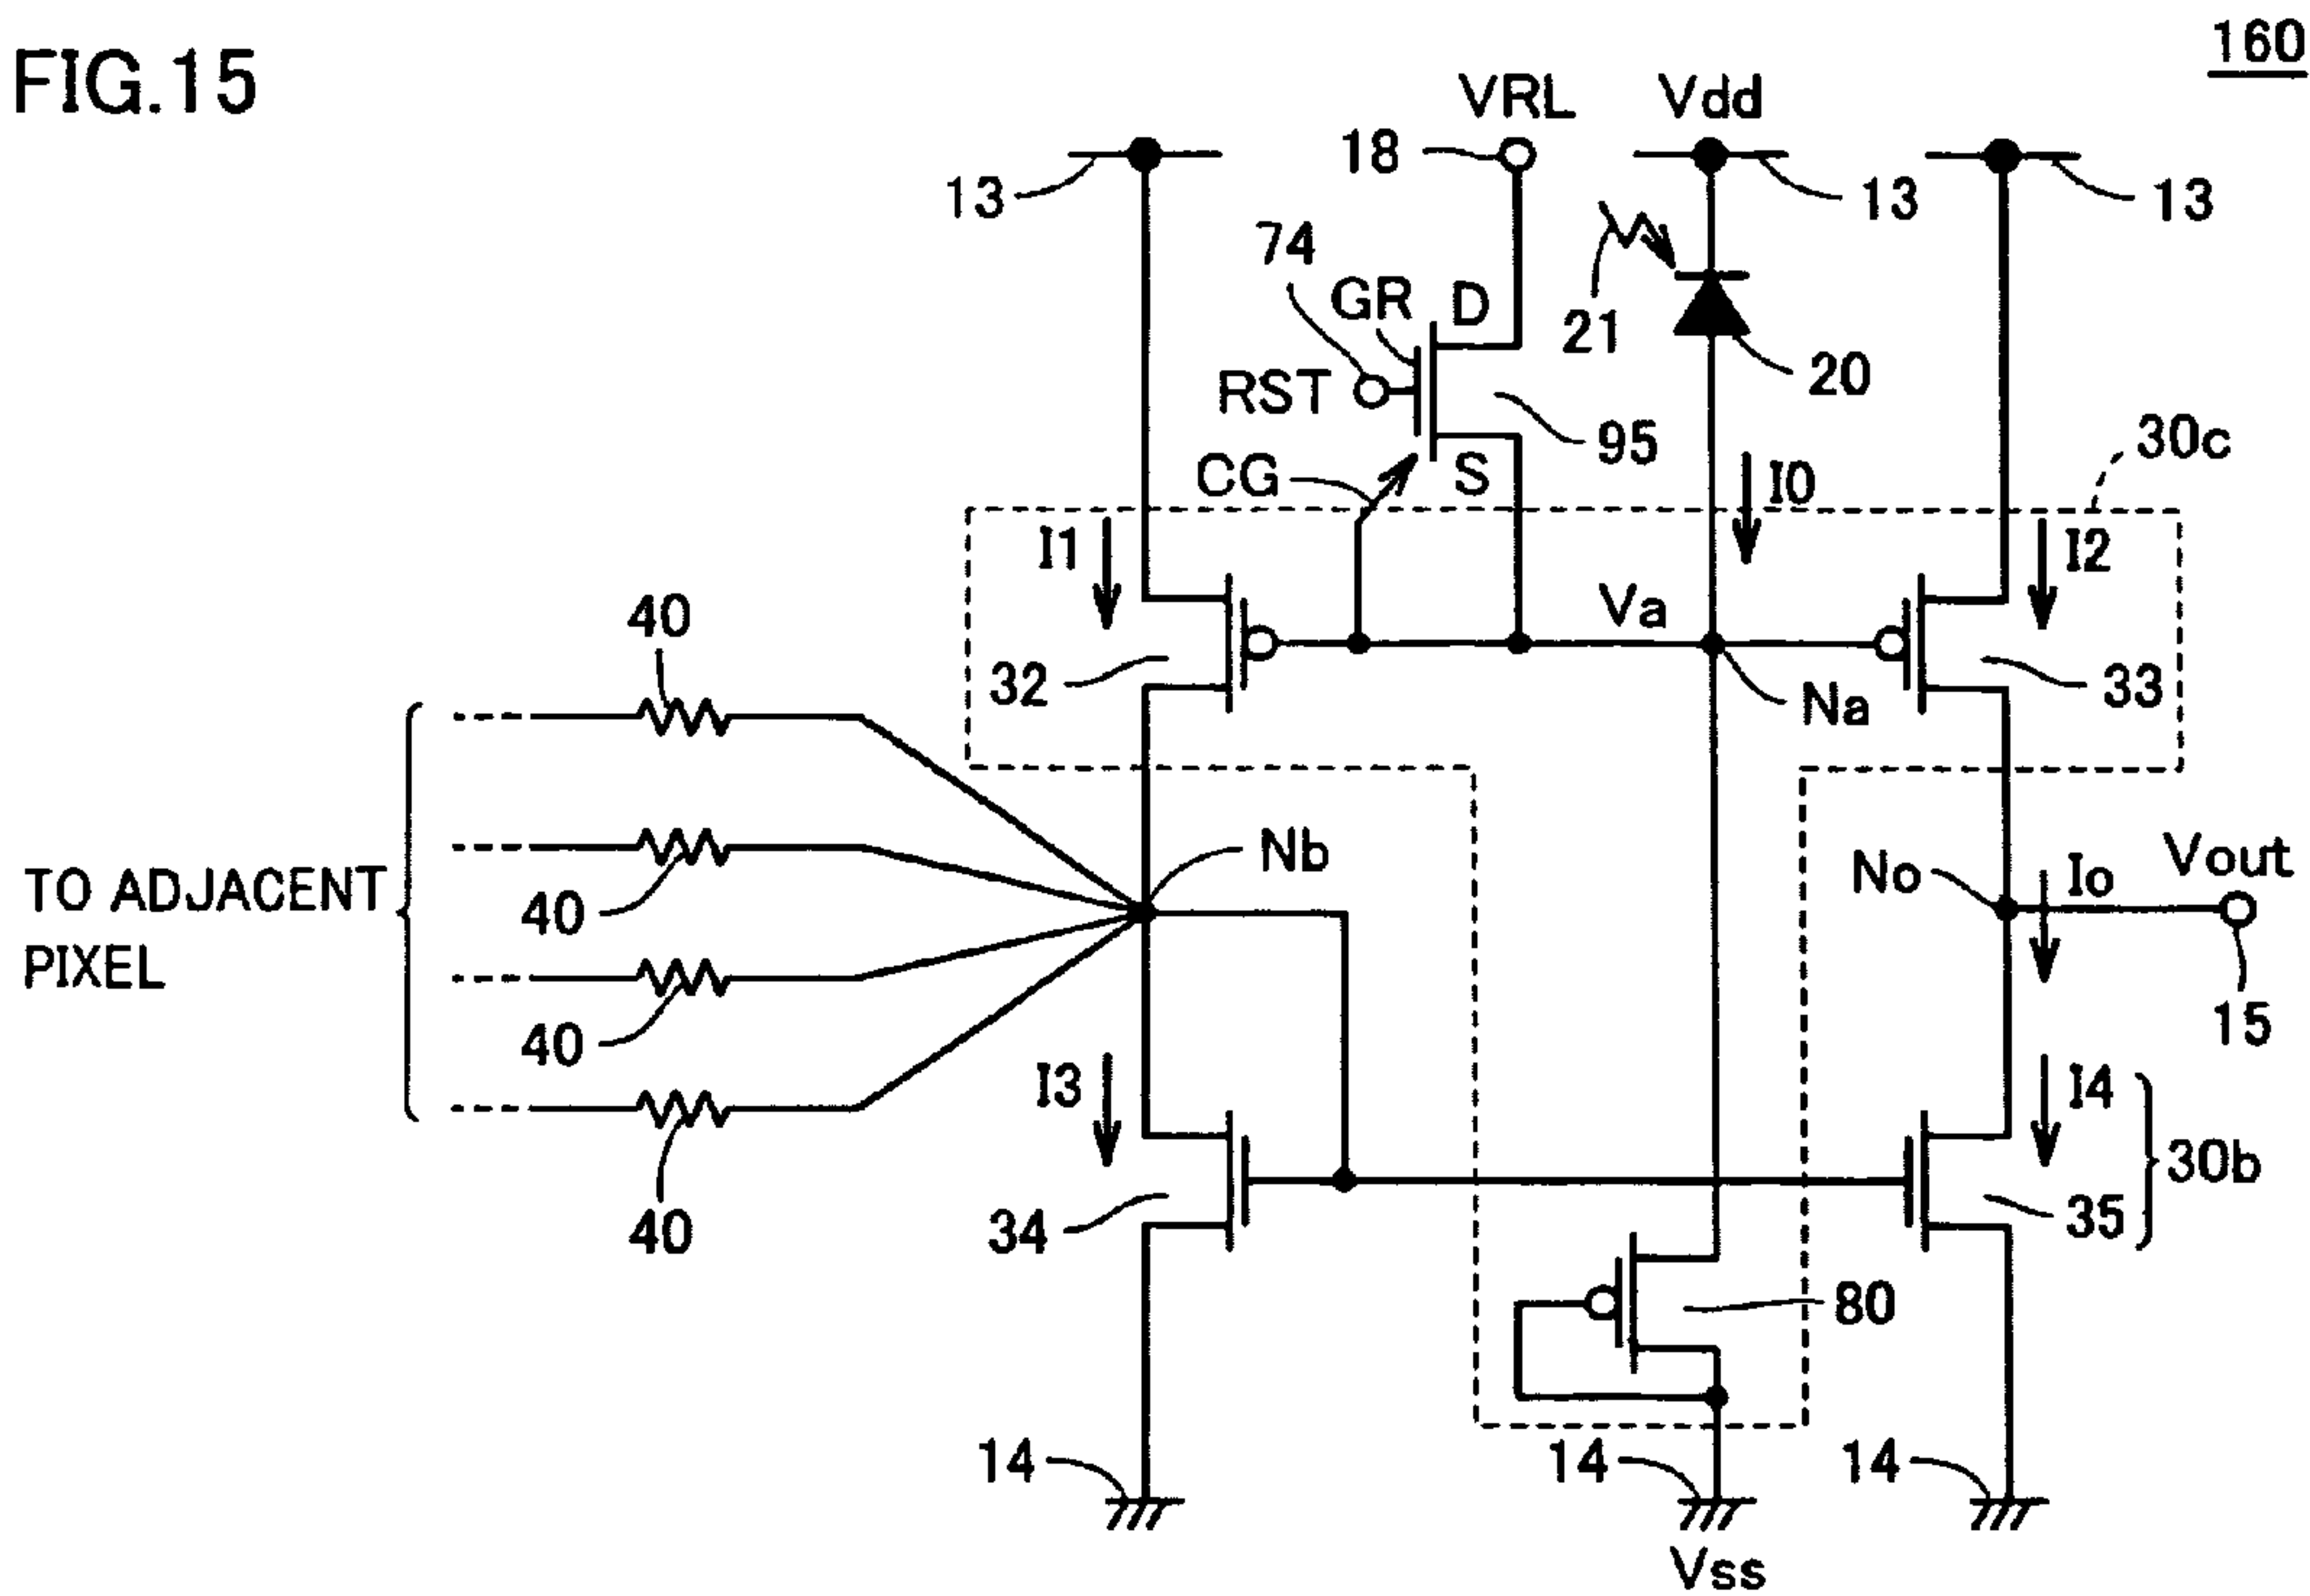 FIG.15
160
VRL
Vdd
18
13
13
13
74
GR
D
21
20
RST
95
30c
CG
S
I0
I1
I2
40
Va
32
Na
33
40
Nb
No
Io
Vout
TO ADJACENT
PIXEL
40
15
I3
I4
30b
40
34
35
80
14
14
14
Vss